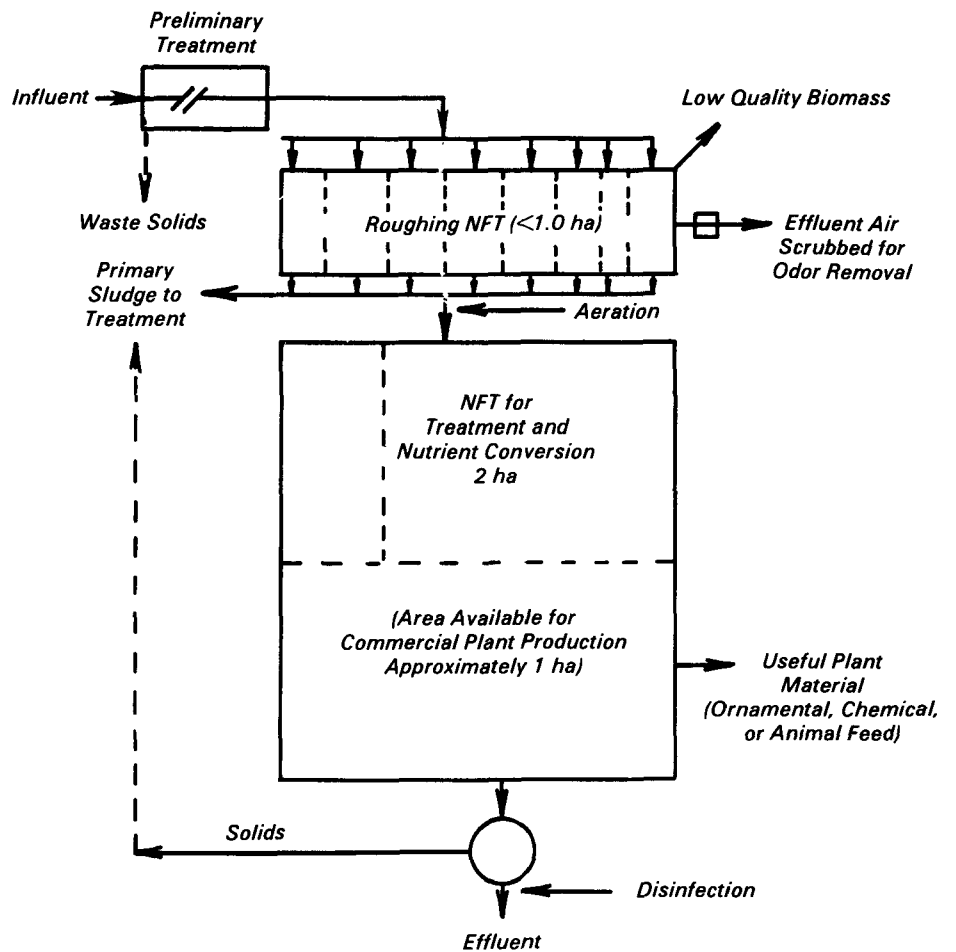 Preliminary
Treatment
Influent
Low Quality Biomass
Waste Solids
Roughing NFT (<1.0 ha)
Effluent Air
Scrubbed for
Odor Removal
Primary
Sludge to
Treatment
Aeration
NFT for
Treatment and
Nutrient Conversion
2 ha
(Area Available for
Commercial Plant Production
Approximately 1 ha)
Useful Plant
Material
(Ornamental, Chemical,
or Animal Feed)
Solids
Disinfection
Effluent